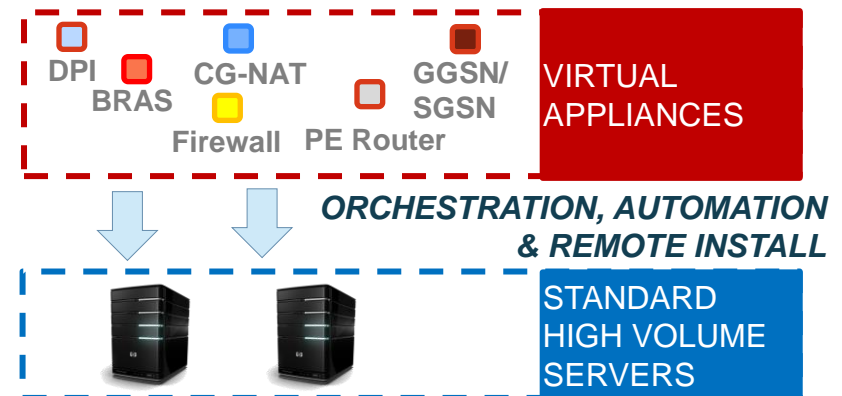 DPI
BRAS
CG-NAT
Firewall
PE Router
GGSN/
SGSN
VIRTUAL
APPLIANCES
ORCHESTRATION, AUTOMATION
& REMOTE INSTALL
STANDARD
HIGH VOLUME
SERVERS